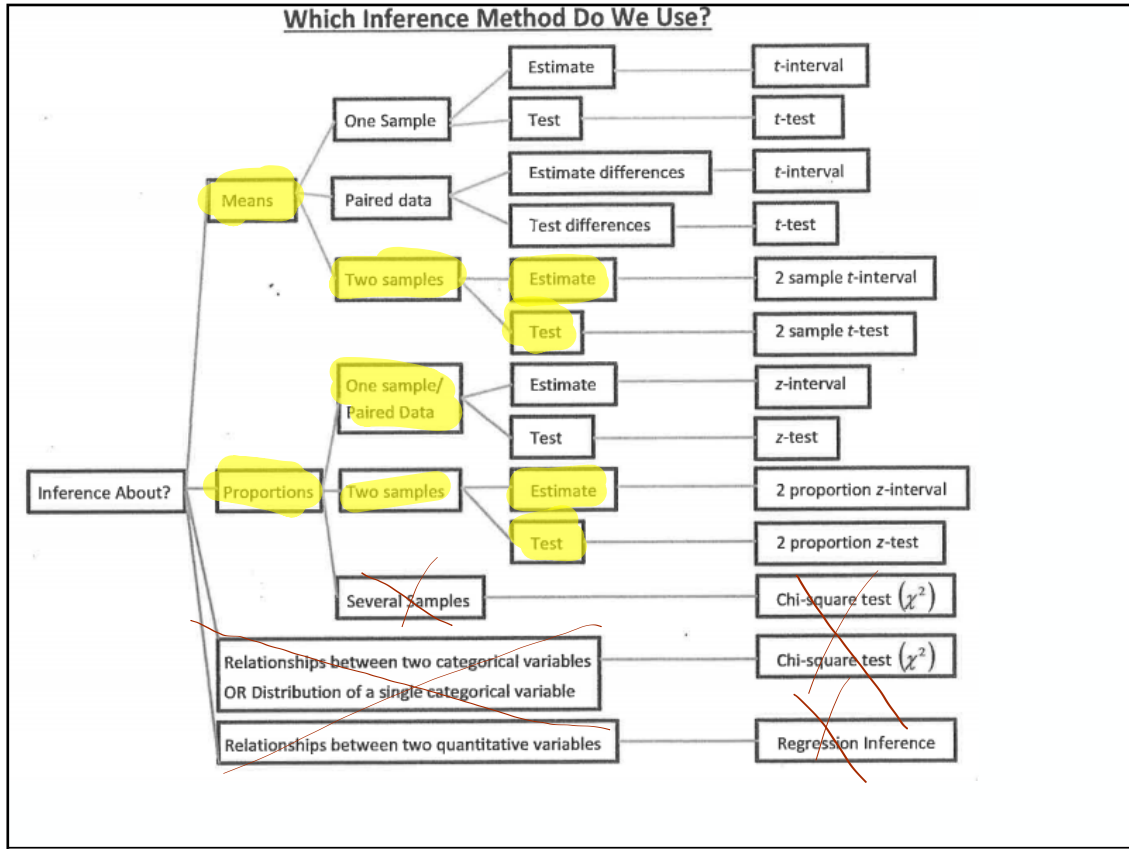 Which Inference Method Do We Use?
Estimate
t-interval
One Sample
Test
t-test
Estimate differences
t-interval
Means
Paired data
Test differences
t-test
Two samples
Estimate
2 sample t-interval
Test
2 sample t-test
One sample/
Paired Data
Estimate
z-interval
Test
z-test
Inference About?
Proportions
Two samples
Estimate
2 proportion z-interval
Test
2 proportion z-test
Several Samples
Chi-square test (χ²)
Relationships between two categorical variables
OR Distribution of a single categorical variable
Chi-square test (χ²)
Relationships between two quantitative variables
Regression Inference